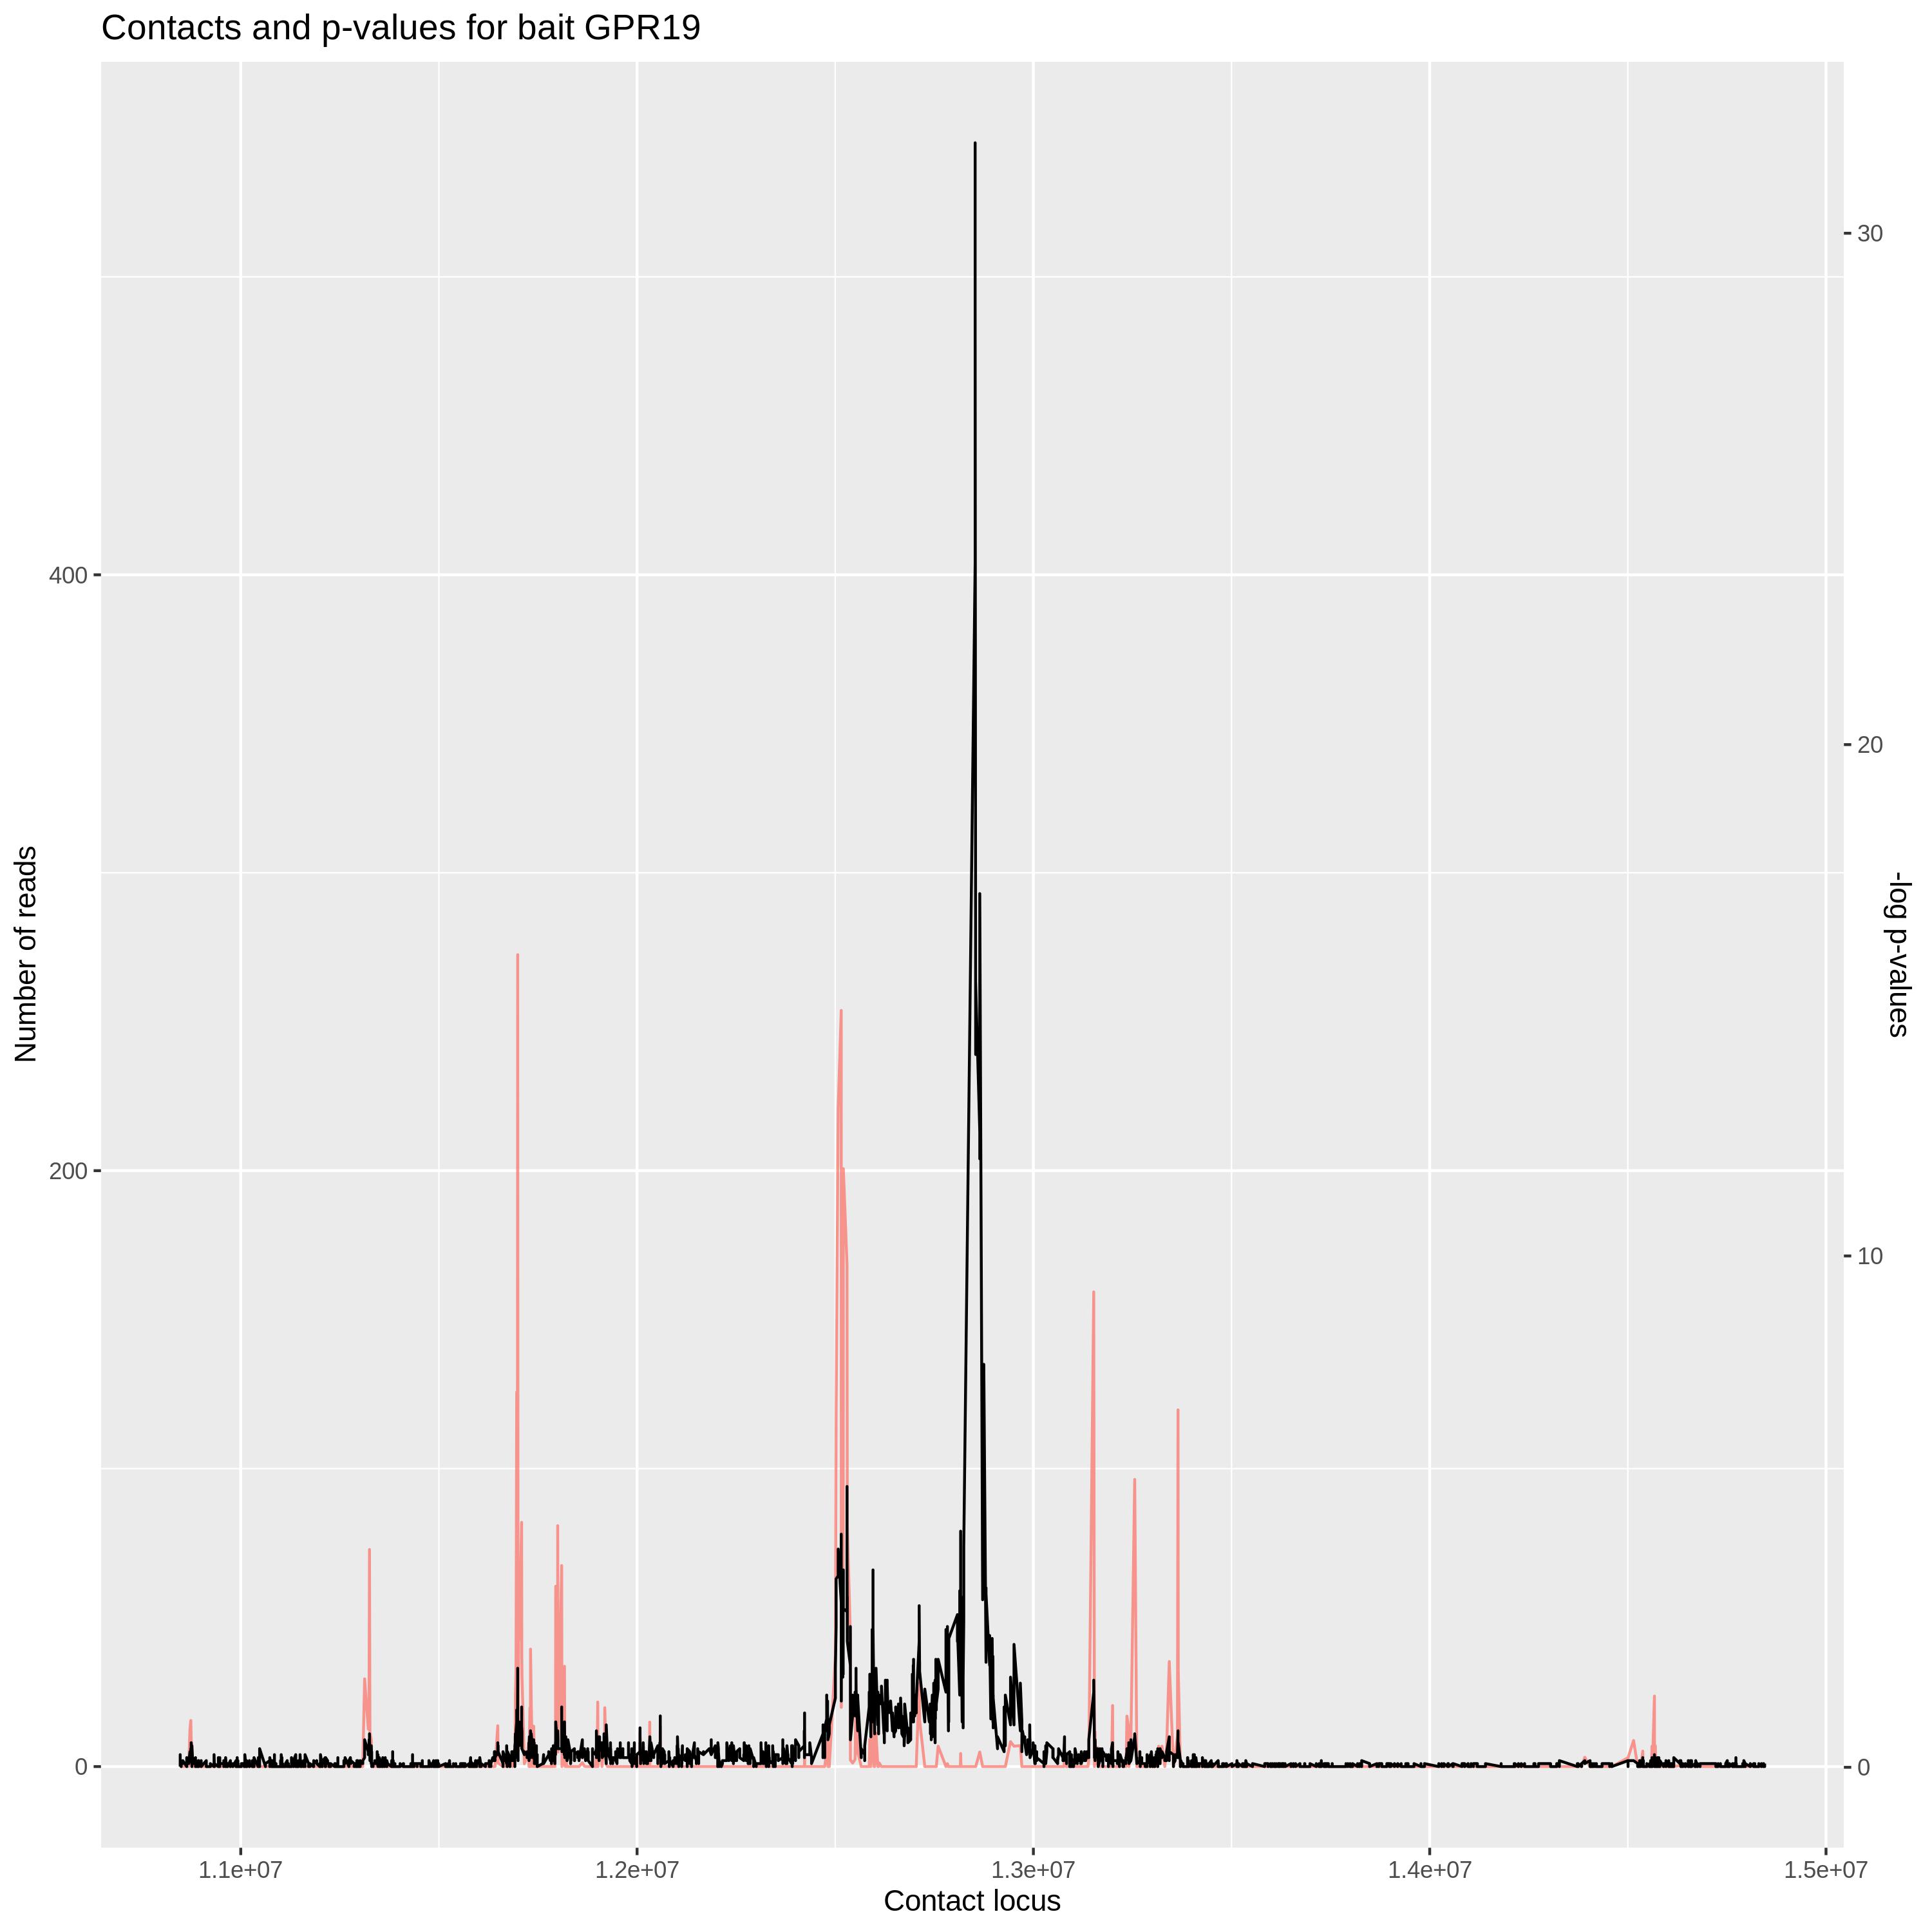 Contacts and p-values for bait GPR19
Number of reads
400
200
0
30
20
10
0
-log p-values
1.1e+07
1.2e+07
1.3e+07
1.4e+07
1.5e+07
Contact locus